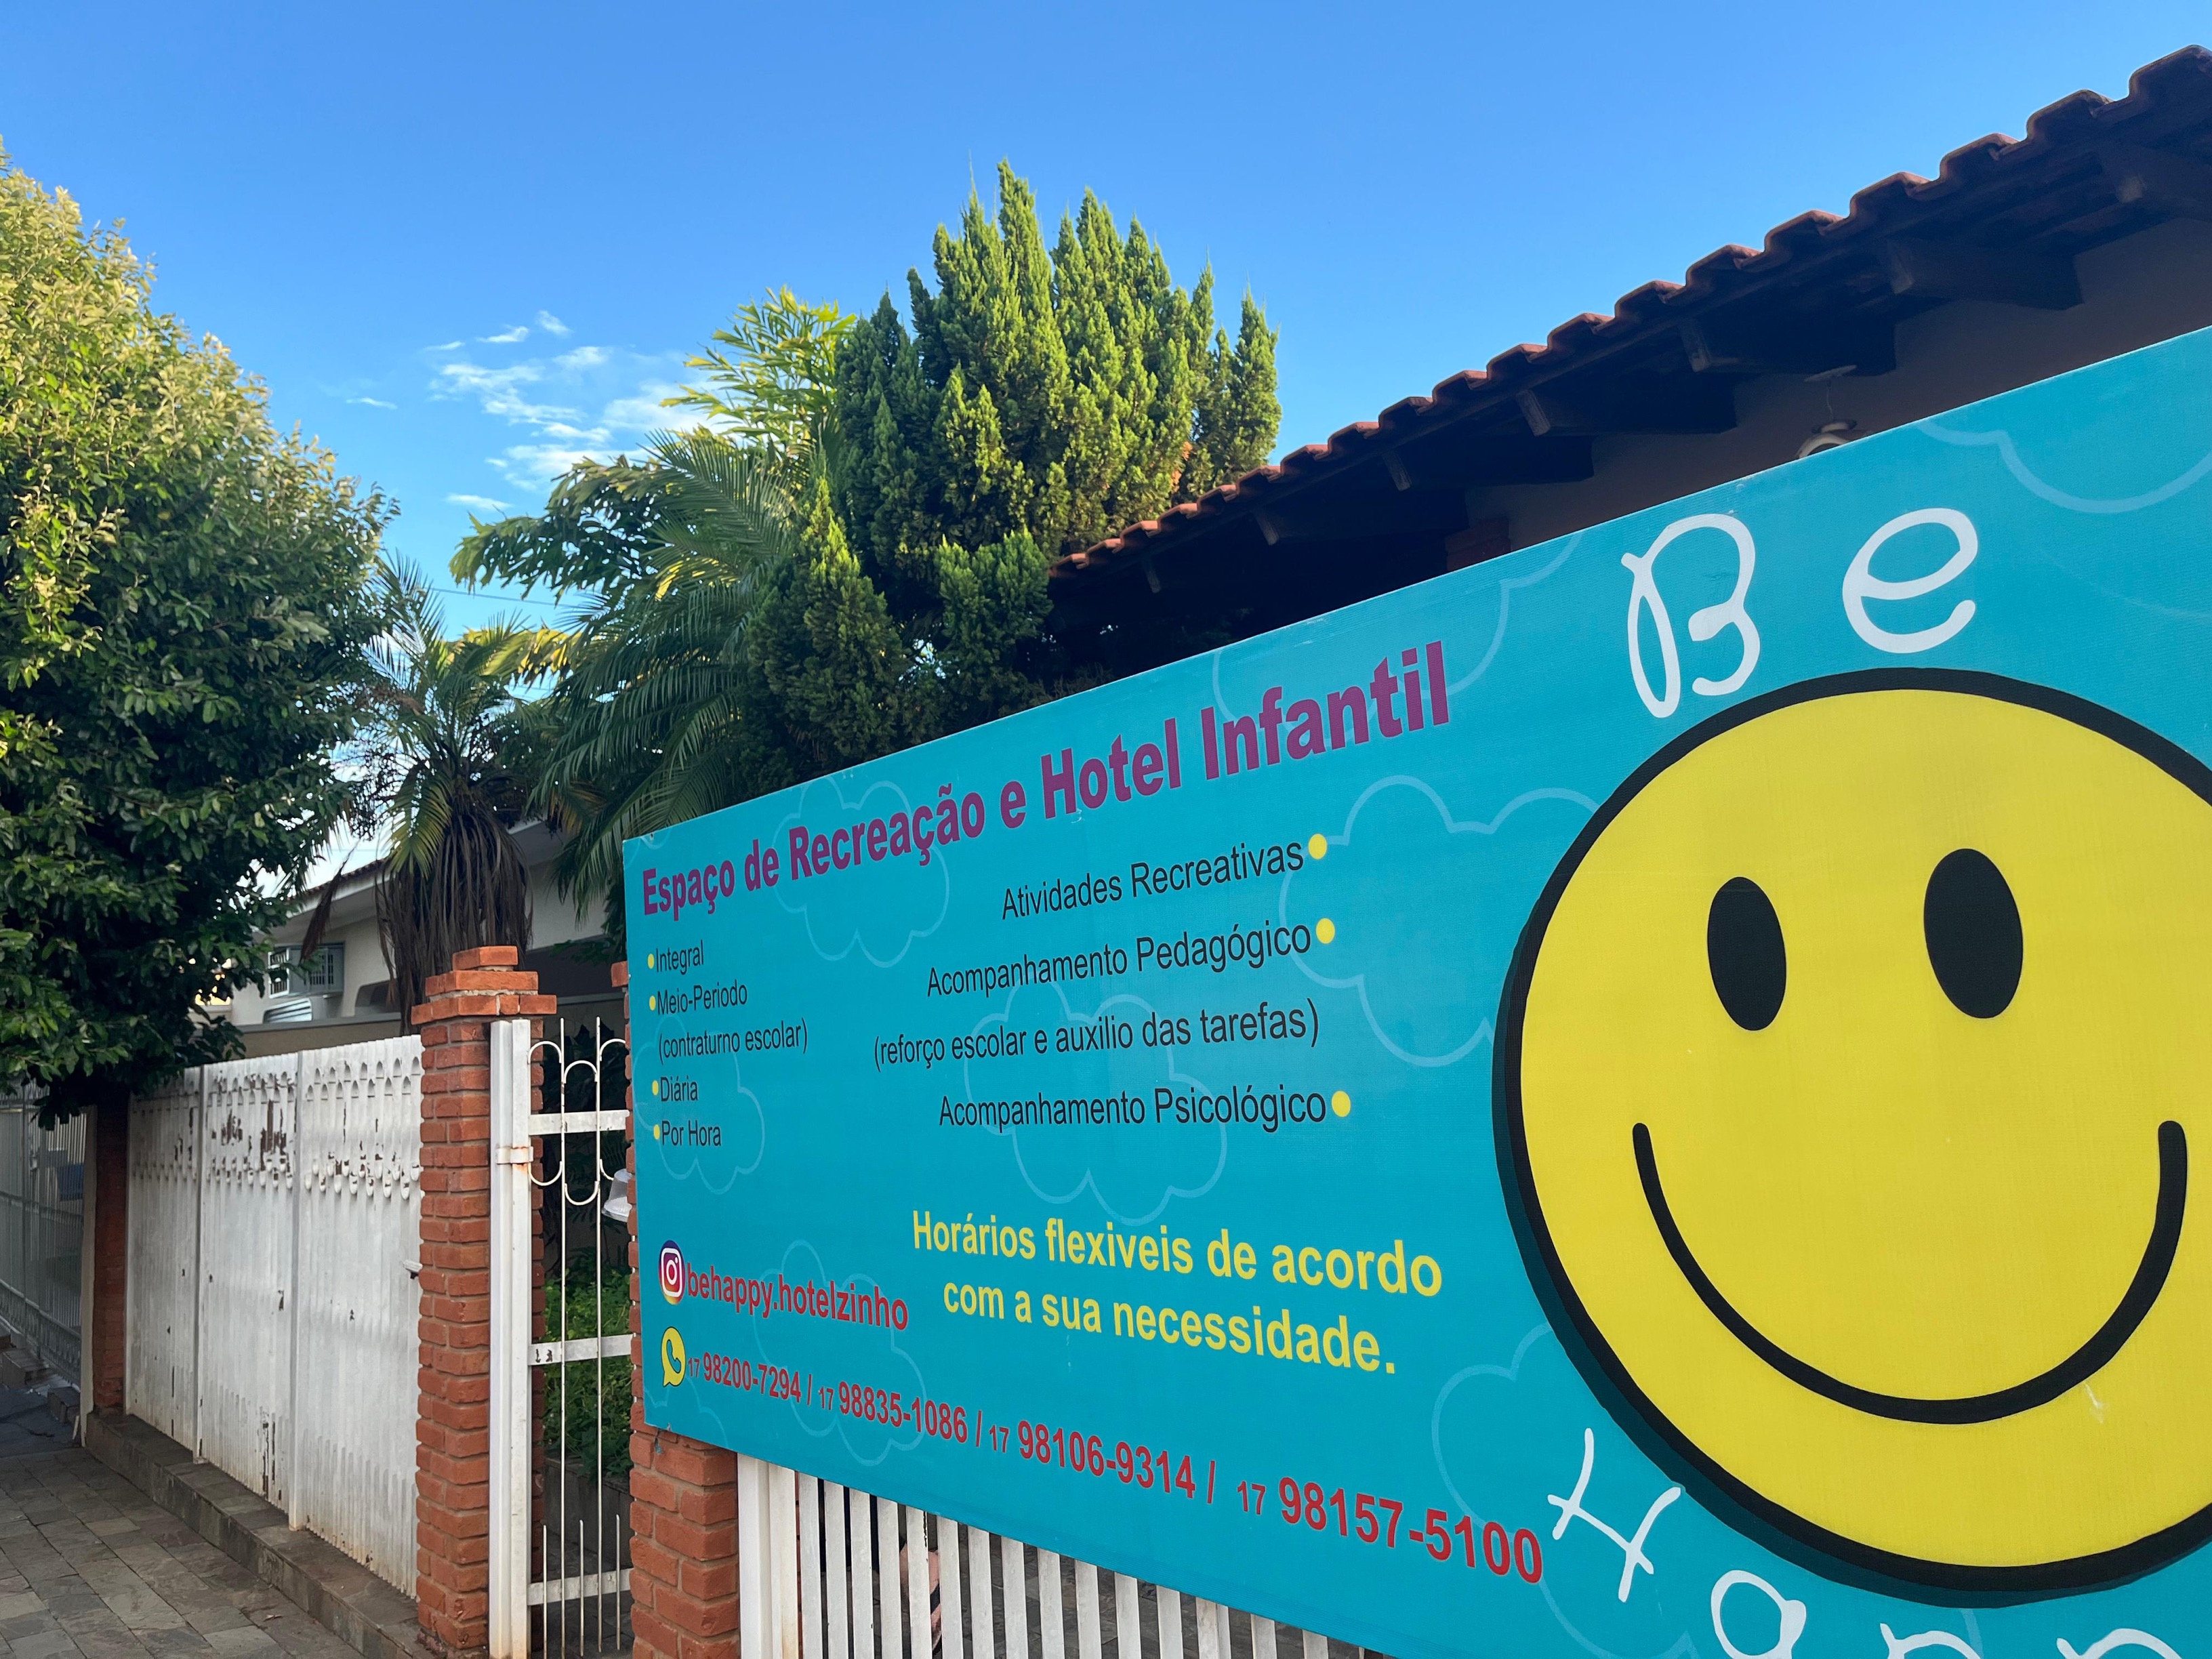 Espaço de Recreação e Hotel Infantil
Integral
Meio-Periodo
(contraturno escolar)
Diária
Por Hora
Atividades Recreativas
Acompanhamento Pedagógico
(reforço escolar e auxilio das tarefas)
Acompanhamento Psicológico
Horários flexiveis de acordo
com a sua necessidade.
behappy.hotelzinho
17 98200-7294 / 17 98835-1086 / 17 98106-9314 / 17 98157-5100
Be
Happ